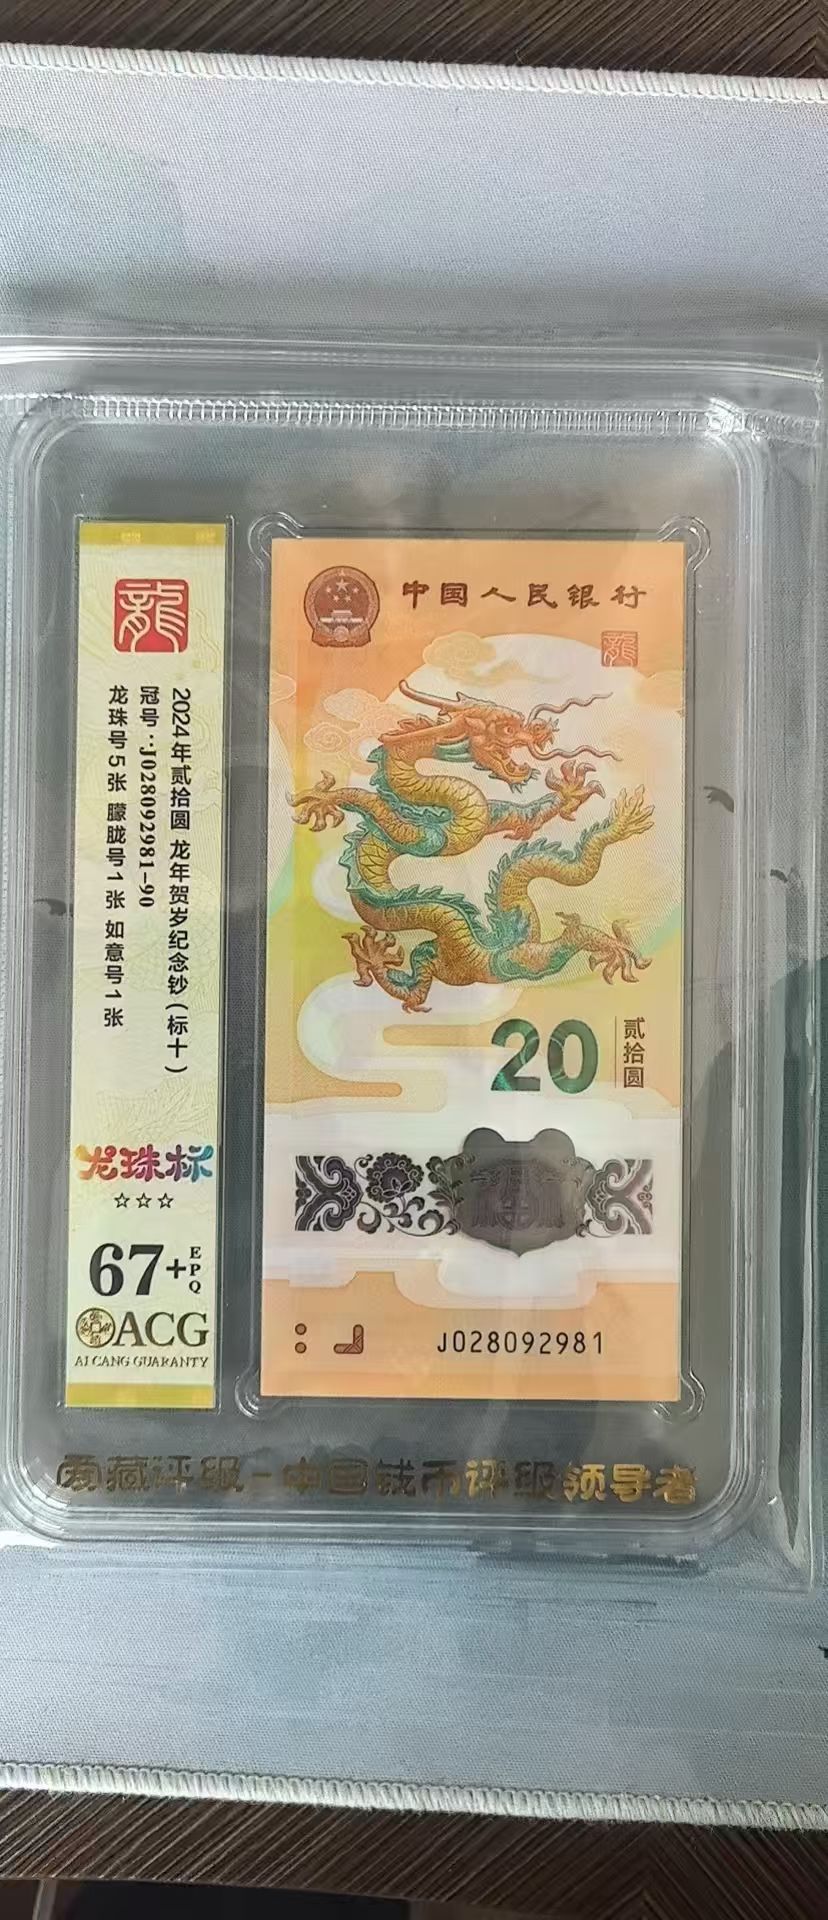 龍
2024年贰拾圆 龙年贺岁纪念钞(标十)
冠号:J028092981-90
龙珠号5张 朦胧号1张 如意号1张
龙珠标
☆☆☆
67+EPQ
ACG
AI CANG GUARANTY
中国人民银行
龍
20
贰拾圆
J028092981
爱藏评级-中国钱币评级领导者